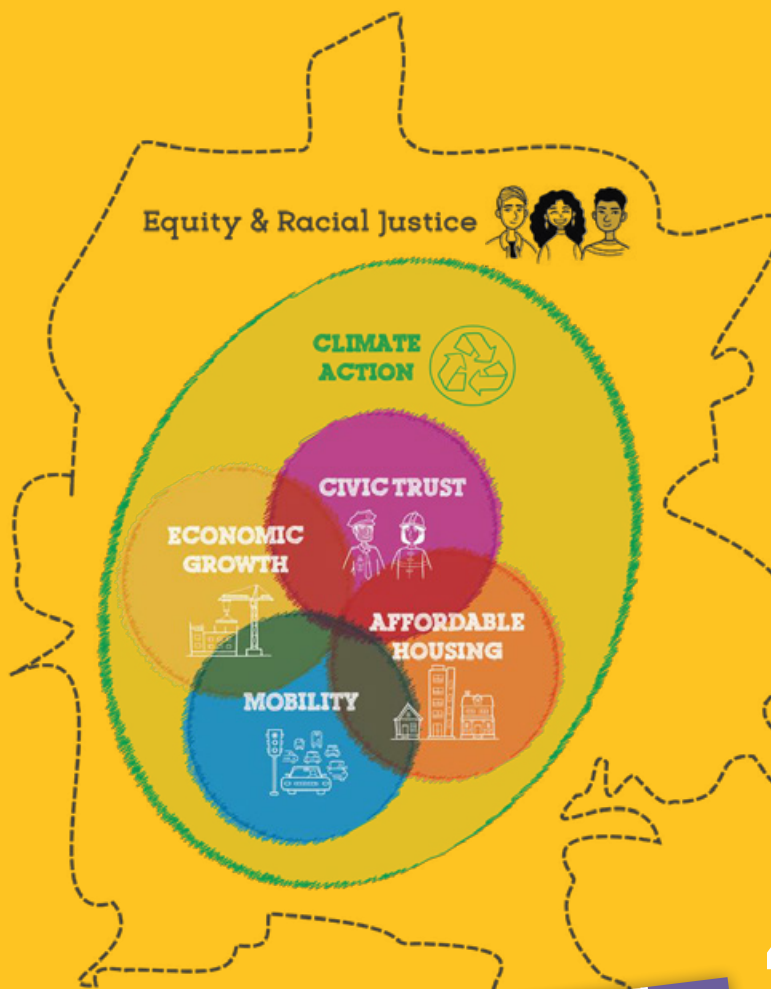 Equity & Racial Justice
CLIMATE
ACTION
CIVIC TRUST
ECONOMIC
GROWTH
AFFORDABLE
HOUSING
MOBILITY